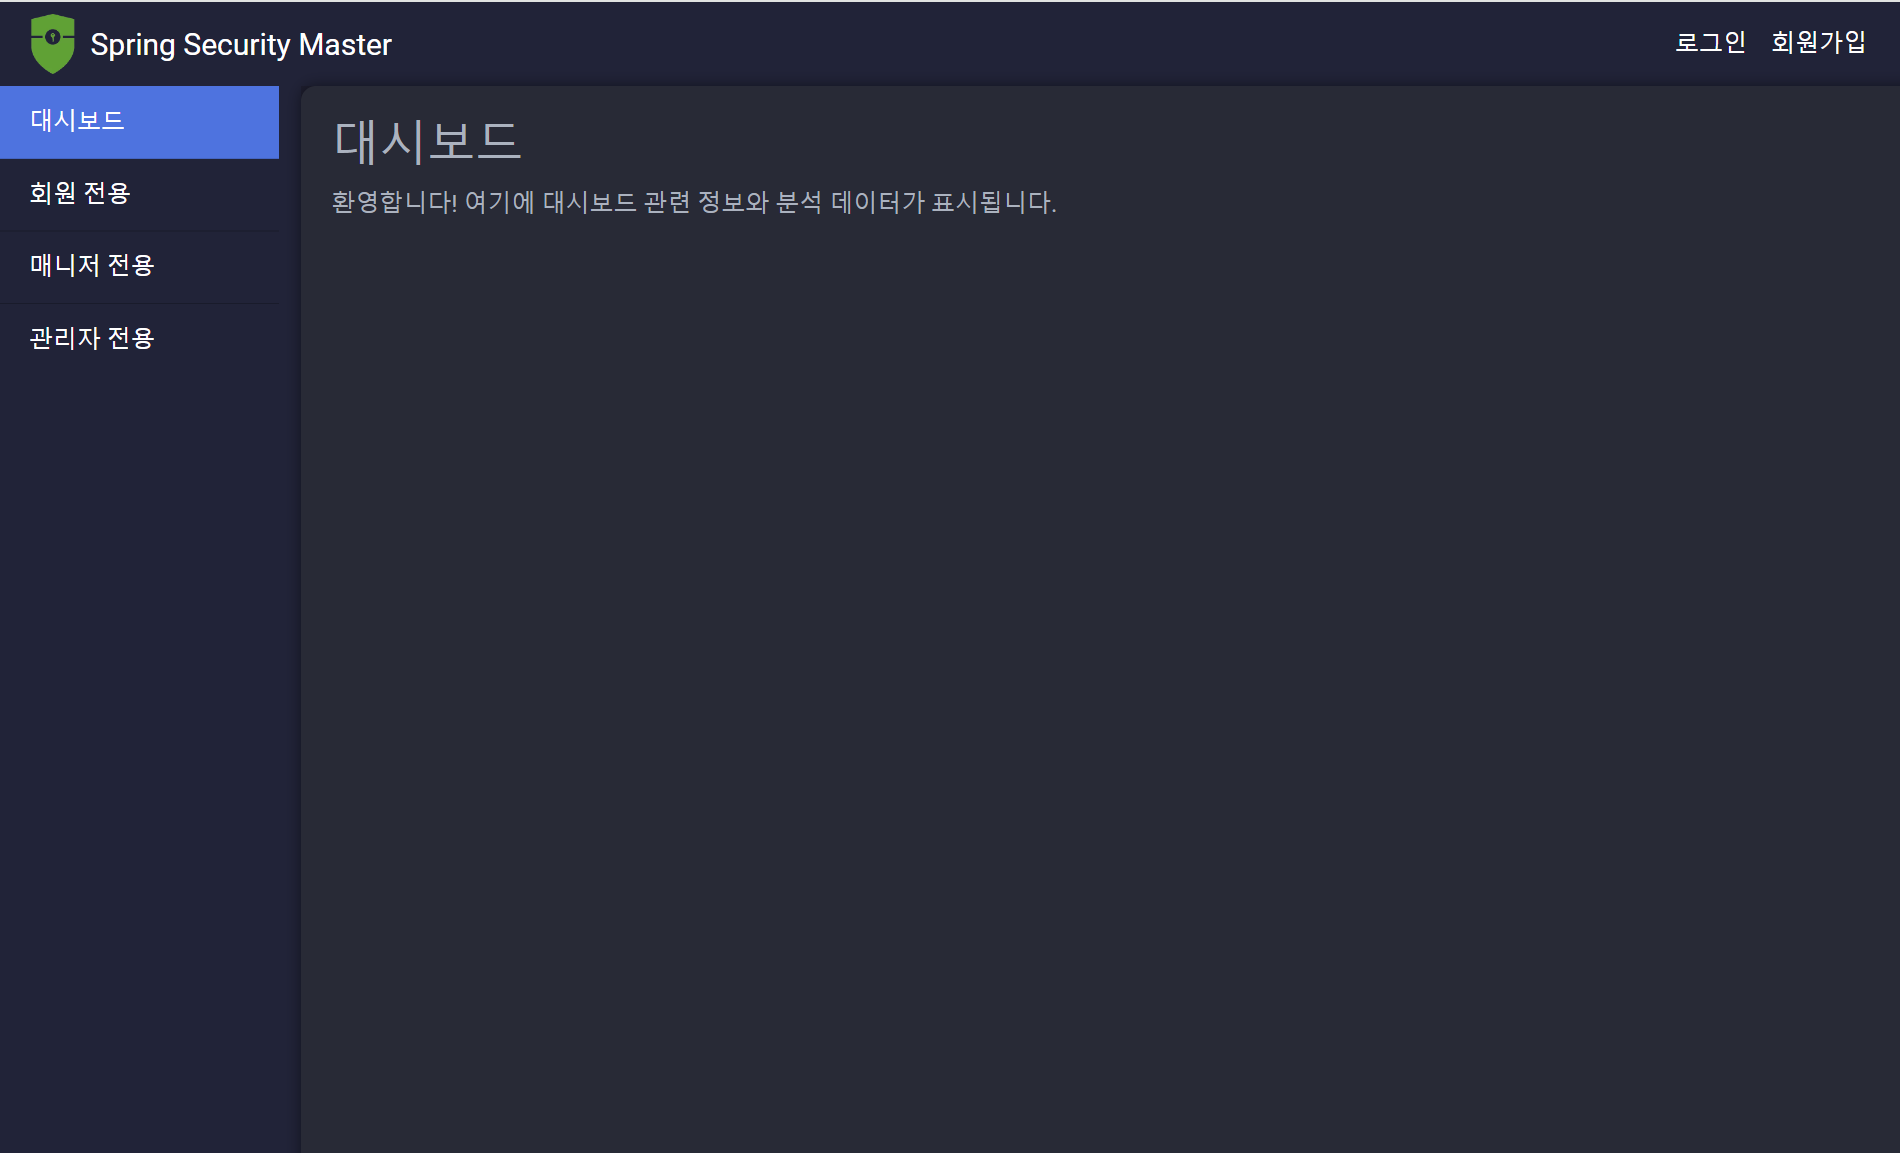 Spring Security Master
로그인 회원가입
대시보드
회원 전용
매니저 전용
관리자 전용
대시보드
환영합니다! 여기에 대시보드 관련 정보와 분석 데이터가 표시됩니다.